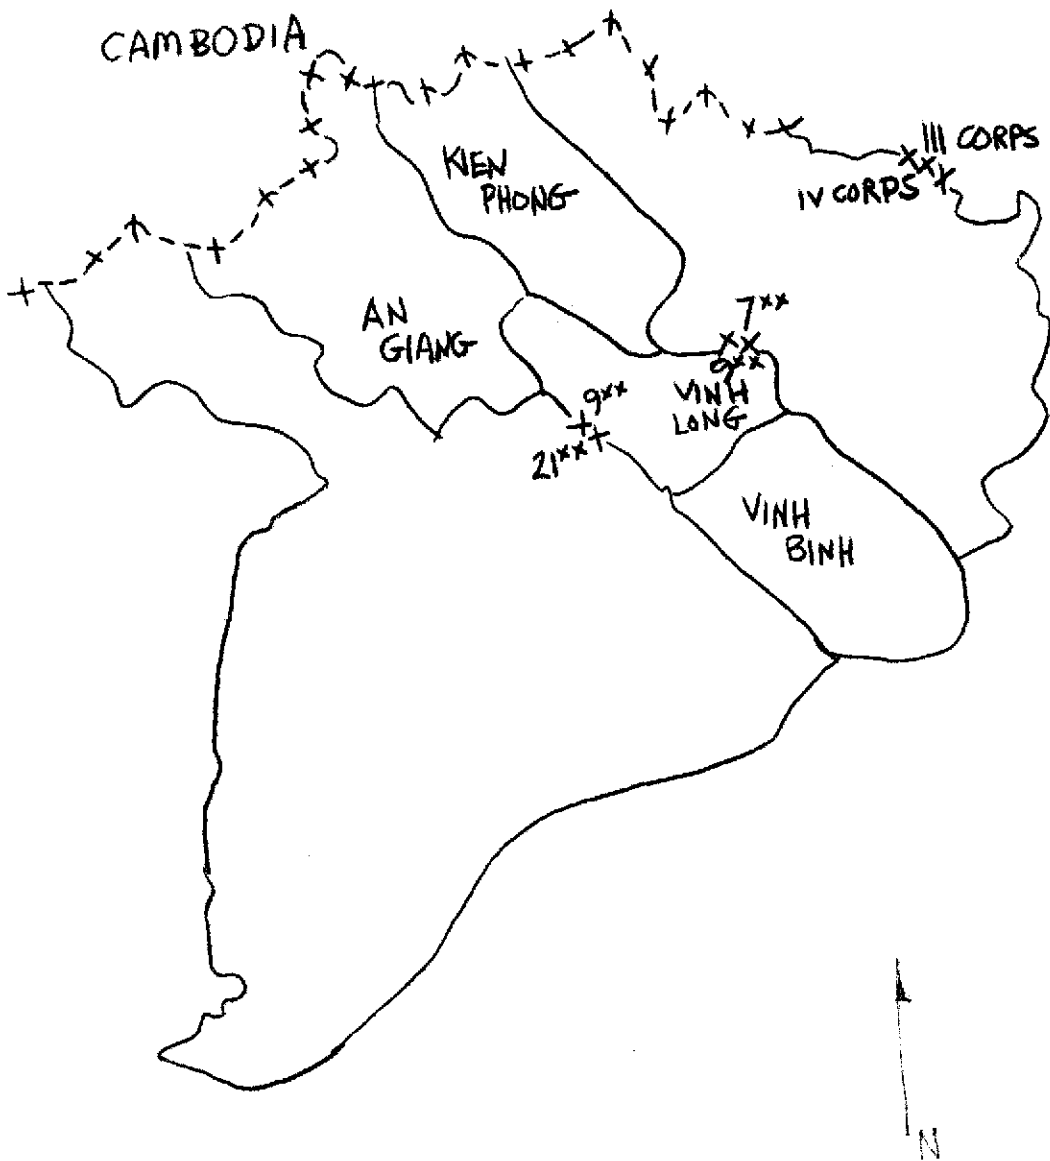 CAMBODIA
III CORPS
IV CORPS
KIEN
PHONG
AN
GIANG
7xx
9xx
VINH
LONG
9xx
21xx
VINH
BINH
N